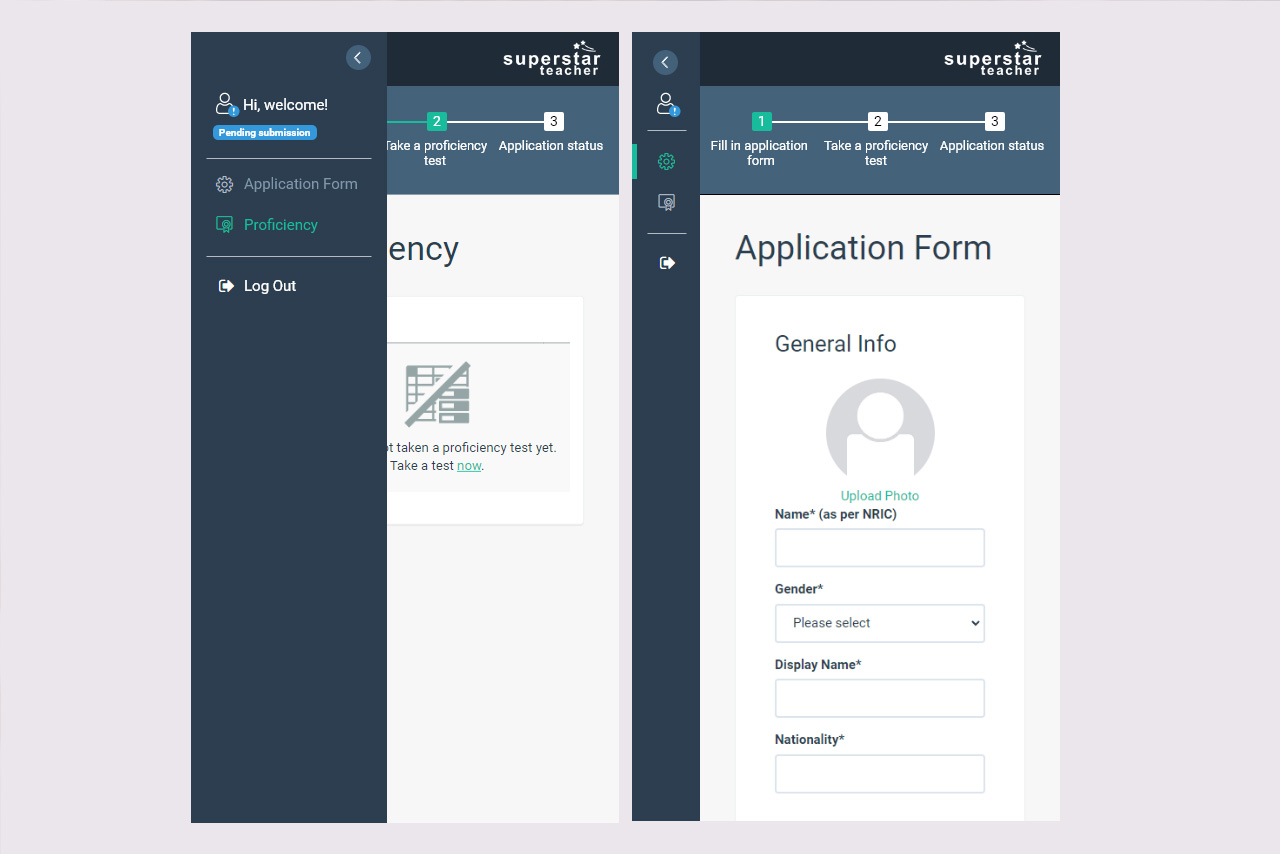 superstar
teacher
Hi, welcome!
!
Pending submission
2
3
Take a proficiency
test
Application status
Application Form
Proficiency
Log Out
ency
t taken a proficiency test yet.
Take a test now.
superstar
teacher
!
1
2
3
Fill in application
form
Take a proficiency
test
Application status
Application Form
General Info
Upload Photo
Name* (as per NRIC)
Gender*
Please select
Display Name*
Nationality*